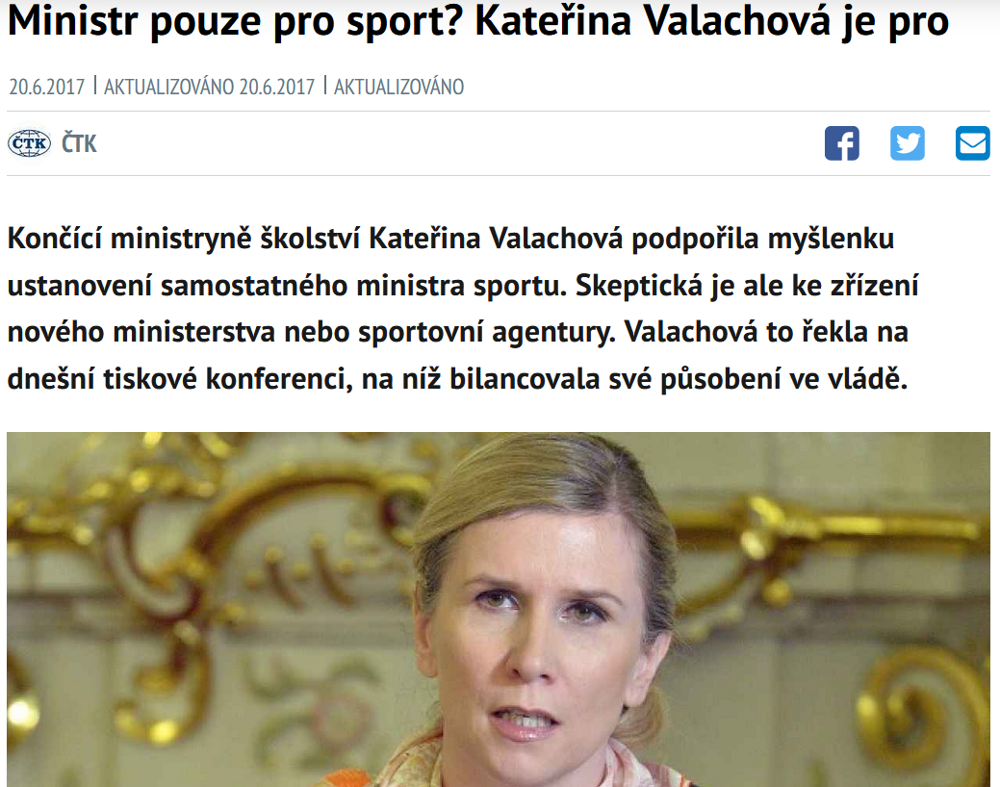 Ministr pouze pro sport? Kateřina Valachová je pro
20.6.2017 | AKTUALIZOVÁNO 20.6.2017 | AKTUALIZOVÁNO
ČTK ČTK
Končící ministryně školství Kateřina Valachová podpořila myšlenku
ustanovení samostatného ministra sportu. Skeptická je ale ke zřízení
nového ministerstva nebo sportovní agentury. Valachová to řekla na
dnešní tiskové konferenci, na níž bilancovala své působení ve vládě.